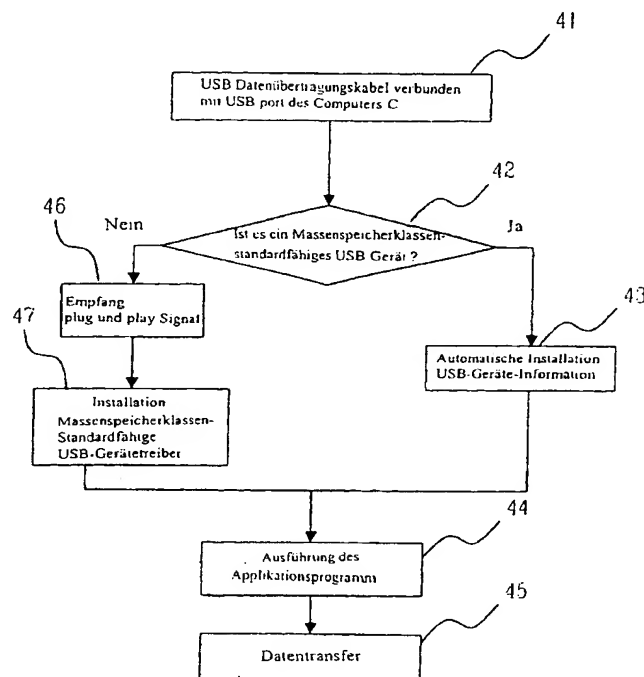 41
USB Datenübertragungskabel verbunden
mit USB port des Computers C
42
Nein
Ist es ein Massenspeicherklassen-
standardfähiges USB Gerät ?
Ja
46
Empfang
plug und play Signal
43
Automatische Installation
USB-Geräte-Information
47
Installation
Massenspeicherklassen-
Standardfähige
USB-Gerätetreiber
44
Ausführung des
Applikationsprogramm
45
Datentransfer